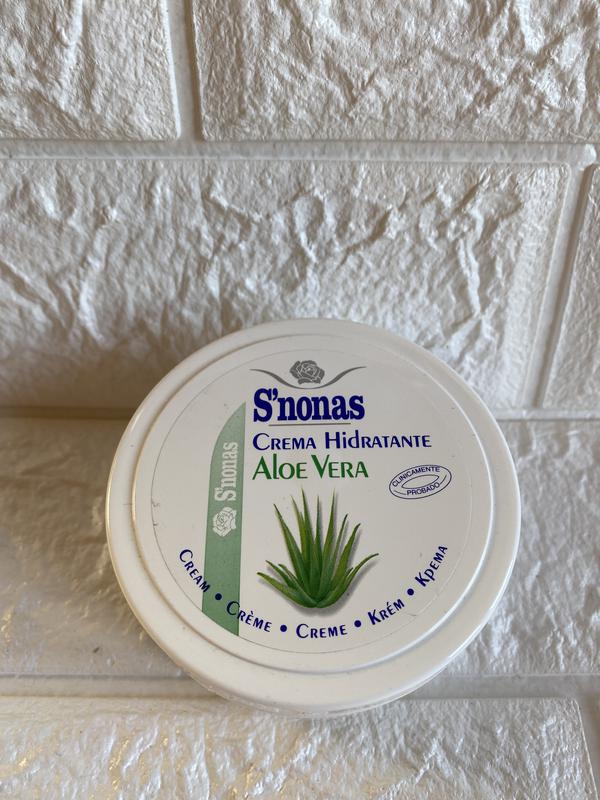 S'nonas
Crema Hidratante
Aloe Vera
S'nonas
CLINICAMENTE
PROBADO
Cream • Crème • Creme • Krém • Крема